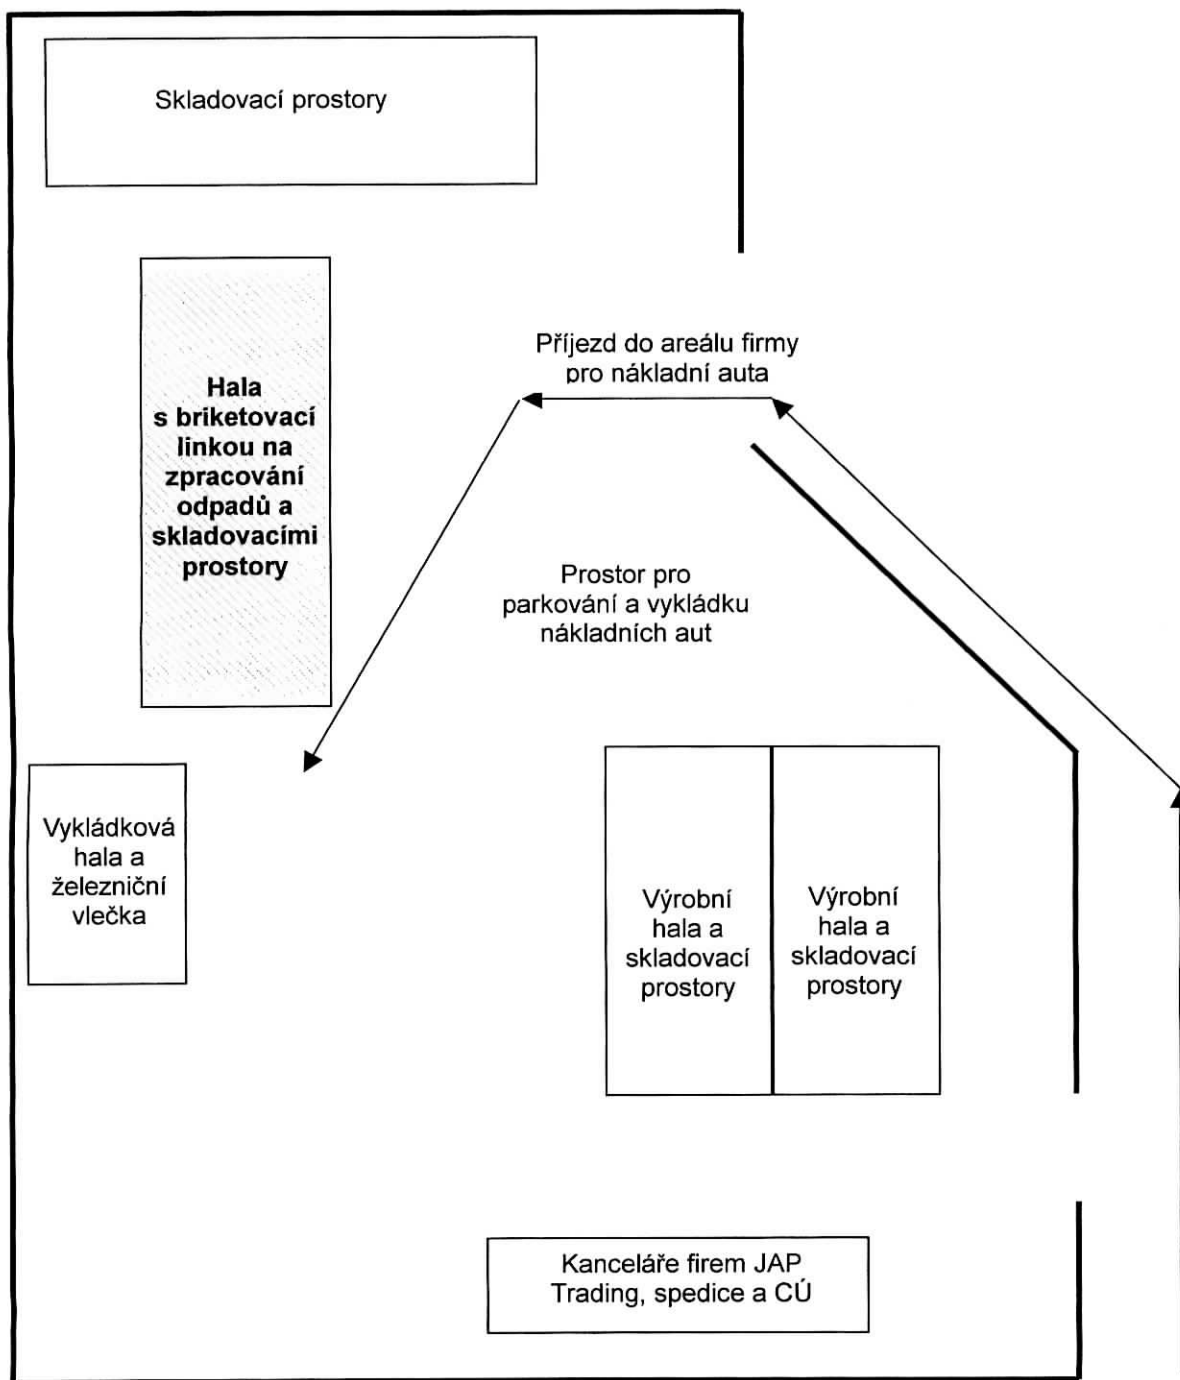 Skladovací prostory
Hala
s briketovací
linkou na
zpracování
odpadů a
skladovacími
prostory
Příjezd do areálu firmy
pro nákladní auta
Prostor pro
parkování a vykládku
nákladních aut
Vykládková
hala a
železniční
vlečka
Výrobní
hala a
skladovací
prostory
Výrobní
hala a
skladovací
prostory
Kanceláře firem JAP
Trading, spedice a CÚ